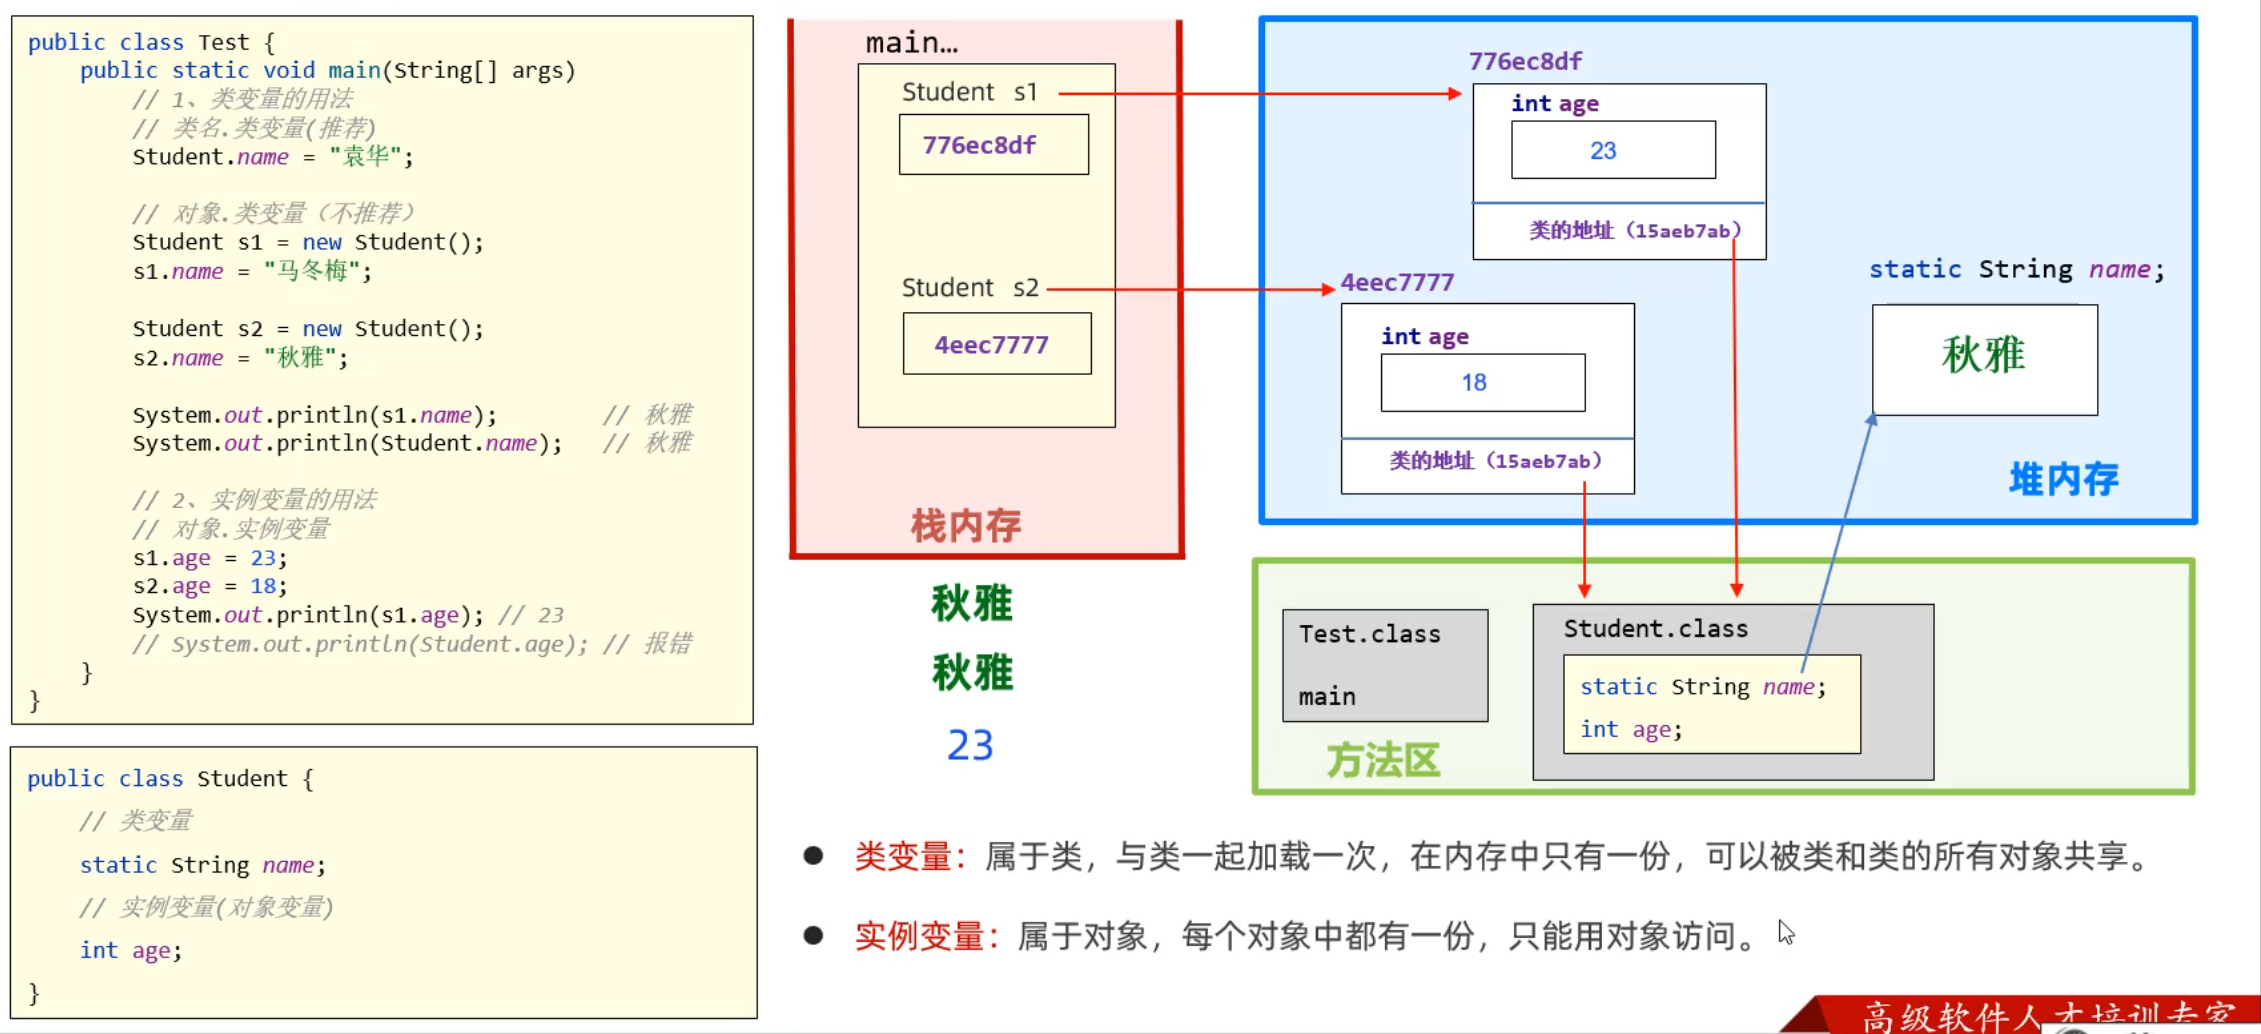 public class Test {
public static void main(String[] args)
// 1、类变量的用法
// 类名.类变量(推荐)
Student.name = "袁华";
// 对象.类变量（不推荐）
Student s1 = new Student();
s1.name = "马冬梅";
Student s2 = new Student();
s2.name = "秋雅";
System.out.println(s1.name); // 秋雅
System.out.println(Student.name); // 秋雅
// 2、实例变量的用法
// 对象.实例变量
s1.age = 23;
s2.age = 18;
System.out.println(s1.age); // 23
// System.out.println(Student.age); // 报错
}
}
public class Student {
// 类变量
static String name;
// 实例变量(对象变量)
int age;
}
main…
Student s1
776ec8df
Student s2
4eec7777
栈内存
秋雅
秋雅
23
776ec8df
int age
23
类的地址（15aeb7ab）
4eec7777
int age
18
类的地址（15aeb7ab）
static String name;
秋雅
堆内存
Test.class
main
方法区
Student.class
static String name;
int age;
● 类变量：属于类，与类一起加载一次，在内存中只有一份，可以被类和类的所有对象共享。
● 实例变量：属于对象，每个对象中都有一份，只能用对象访问。
高级软件人才培训专家